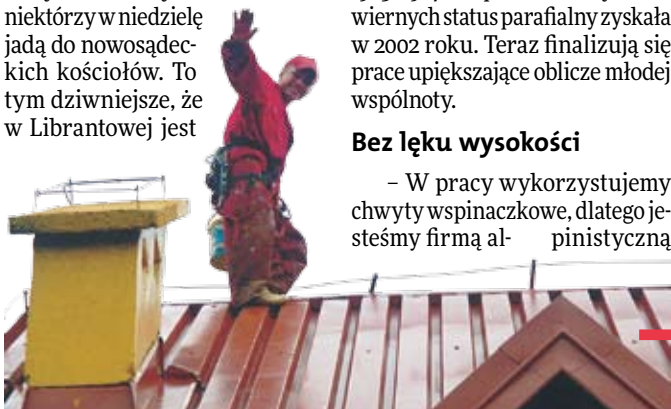 niektórzy w niedzielę
jadą do nowosądec-
kich kościołów. To
tym dziwniejsze, że
w Librantowej jest
wiernych status parafialny zyskała
w 2002 roku. Teraz finalizują się
prace upiększające oblicze młodej
wspólnoty.
Bez lęku wysokości
– W pracy wykorzystujemy
chwyty wspinaczkowe, dlatego je-
steśmy firmą al- pinistyczną